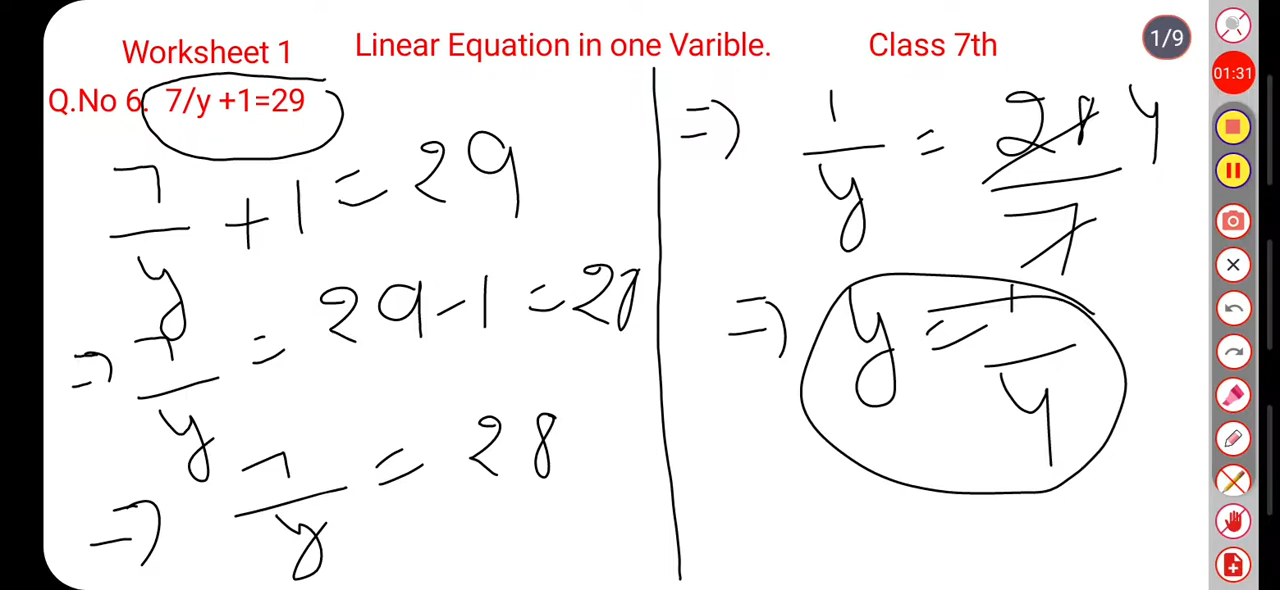 Worksheet 1 Linear Equation in one Varible. Class 7th
1/9
01:31
Q.No 6. 7/y +1=29
7/y + 1 = 29
⇒ 7/y = 29 - 1 = 28
⇒ 7/y = 28
⇒ 1/y = 28/7 4
⇒ y = 1/4